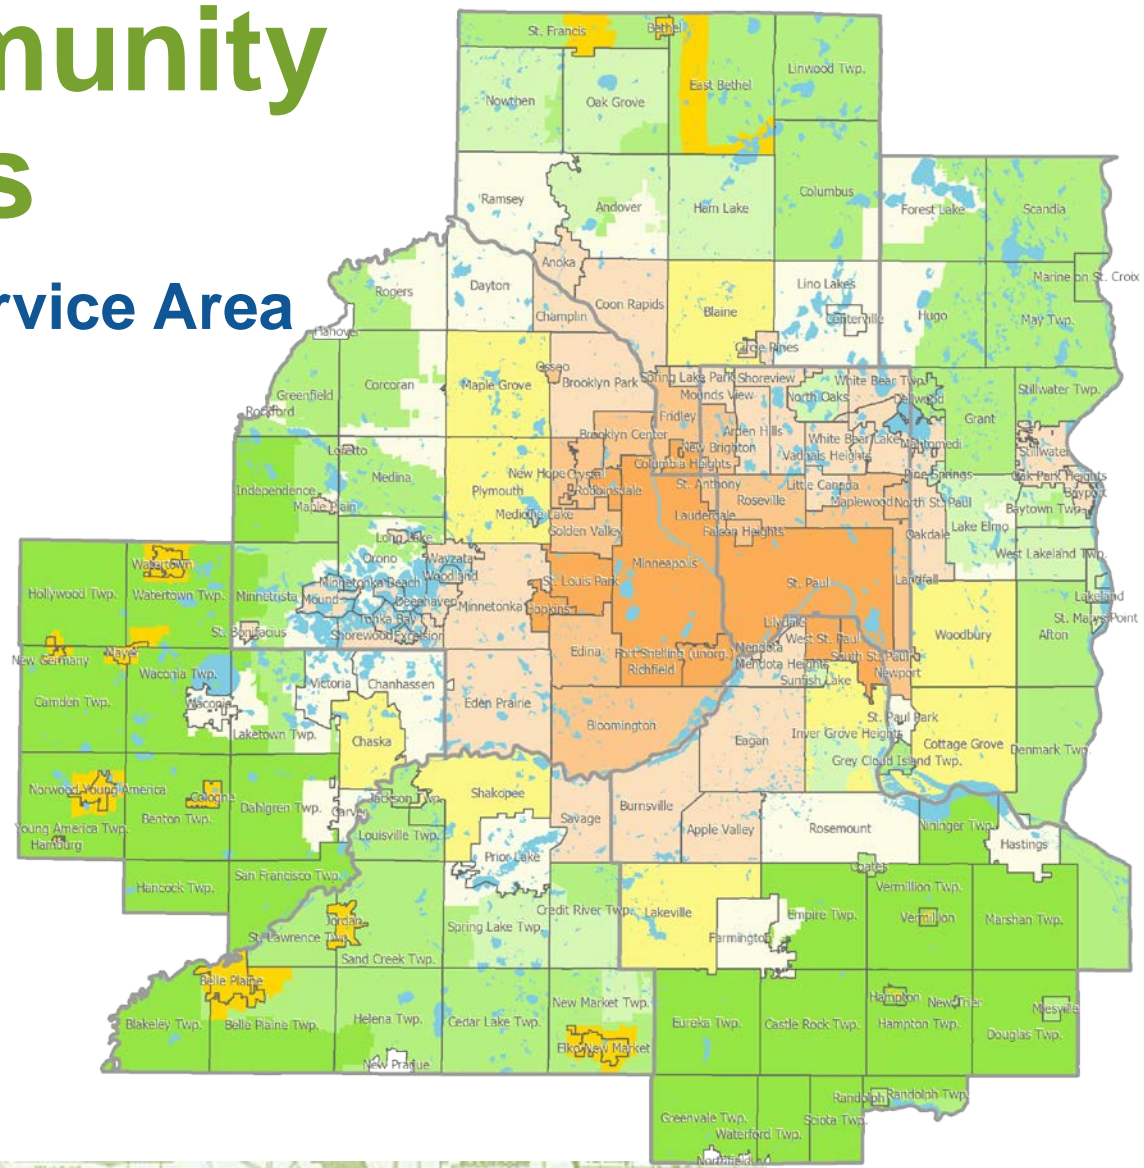 munity
s
rvice Area
St. Francis
Bethel
East Bethel
Linwood Twp.
Nowthen
Oak Grove
Ramsey
Andover
Ham Lake
Columbus
Forest Lake
Scandia
Anoka
Rogers
Dayton
Champlin
Coon Rapids
Blaine
Lino Lakes
Centerville
Hugo
Marine on St. Croix
May Twp.
Hanover
Circle Pines
Greenfield
Corcoran
Maple Grove
Osseo
Brooklyn Park
Spring Lake Park
Shoreview
Mounds View
North Oaks
White Bear Twp.
Dellwood
Grant
Stillwater Twp.
Rockford
Fridley
Brooklyn Center
New Brighton
Arden Hills
White Bear Lake
Mahtomedi
Vadnais Heights
Stillwater
Loretto
Columbia Heights
Independence
Medina
Maple Plain
Plymouth
New Hope
Crystal
Robbinsdale
St. Anthony
Roseville
Little Canada
Maplewood
North St. Paul
Pine Springs
Oak Park Heights
Bayport
Baytown Twp.
Medicine Lake
Golden Valley
Lauderdale
Falcon Heights
Oakdale
Lake Elmo
West Lakeland Twp.
Long Lake
Orono
Wayzata
Woodland
Minnetonka Beach
Minneapolis
St. Louis Park
St. Paul
Landfall
Lakeland
Hollywood Twp.
Watertown
Watertown Twp.
Minnetrista
Mound
Deephaven
Minnetonka
Hopkins
Tonka Bay
Shorewood
Excelsior
St. Bonifacius
Lilydale
West St. Paul
Woodbury
St. Marys Point
Afton
New Germany
Mayer
Waconia Twp.
Edina
Fort Snelling (unorg.)
Richfield
Mendota
Mendota Heights
South St. Paul
Sunfish Lake
Newport
Camden Twp.
Waconia
Victoria
Chanhassen
Eden Prairie
Bloomington
St. Paul Park
Laketown Twp.
Chaska
Eagan
Inver Grove Heights
Cottage Grove
Denmark Twp.
Grey Cloud Island Twp.
Norwood Young America
Cologne
Benton Twp.
Dahlgren Twp.
Carver
Jackson Twp.
Shakopee
Louisville Twp.
Savage
Burnsville
Apple Valley
Rosemount
Nininger Twp.
Hastings
Young America Twp.
Hamburg
Prior Lake
Coates
Hancock Twp.
San Francisco Twp.
Vermillion Twp.
Jordan
St. Lawrence Twp.
Sand Creek Twp.
Spring Lake Twp.
Credit River Twp.
Lakeville
Farmington
Empire Twp.
Vermillion
Marshan Twp.
Belle Plaine
Blakeley Twp.
Belle Plaine Twp.
Helena Twp.
Cedar Lake Twp.
New Market Twp.
Elko New Market
New Prague
Eureka Twp.
Castle Rock Twp.
Hampton
New Trier
Hampton Twp.
Miesville
Douglas Twp.
Greenvale Twp.
Waterford Twp.
Sciota Twp.
Randolph
Randolph Twp.
Northfield